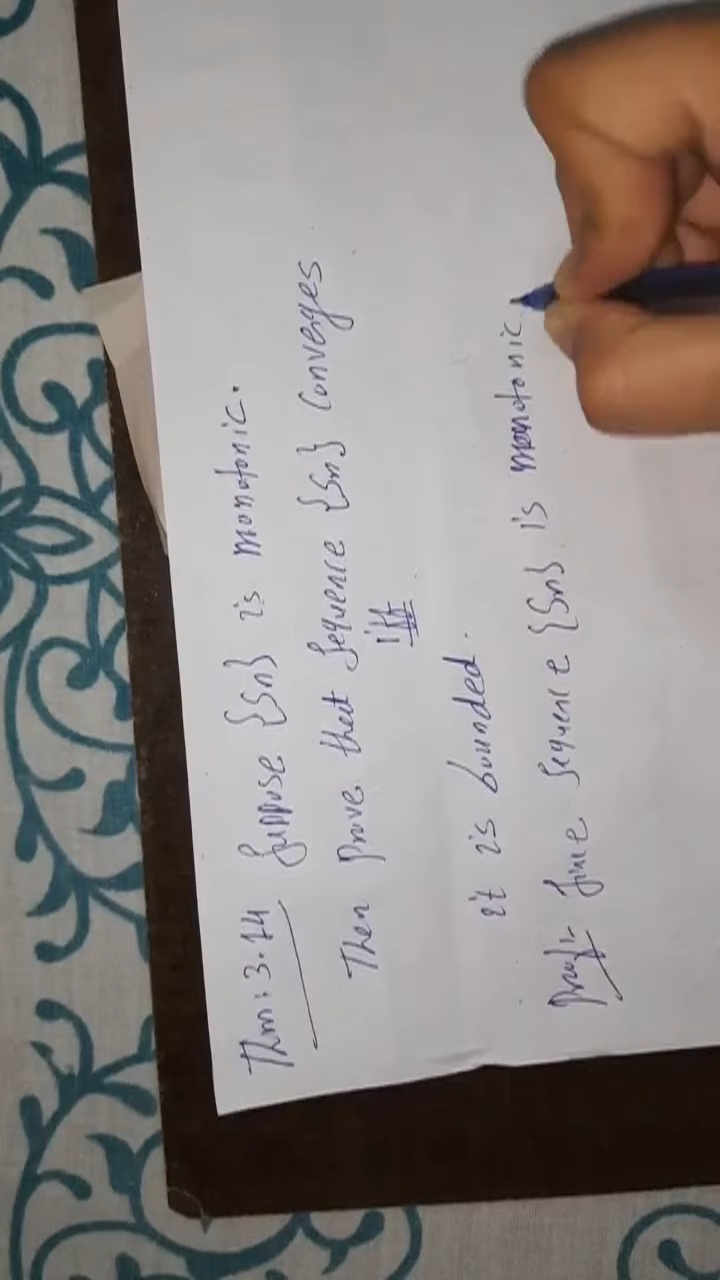 Thm: 3.14 Suppose {Sn} is monotonic.
Then Prove that Sequence {Sn} Converges
iff
it is bounded.
Proof:- Since Sequence {Sn} is monotonic